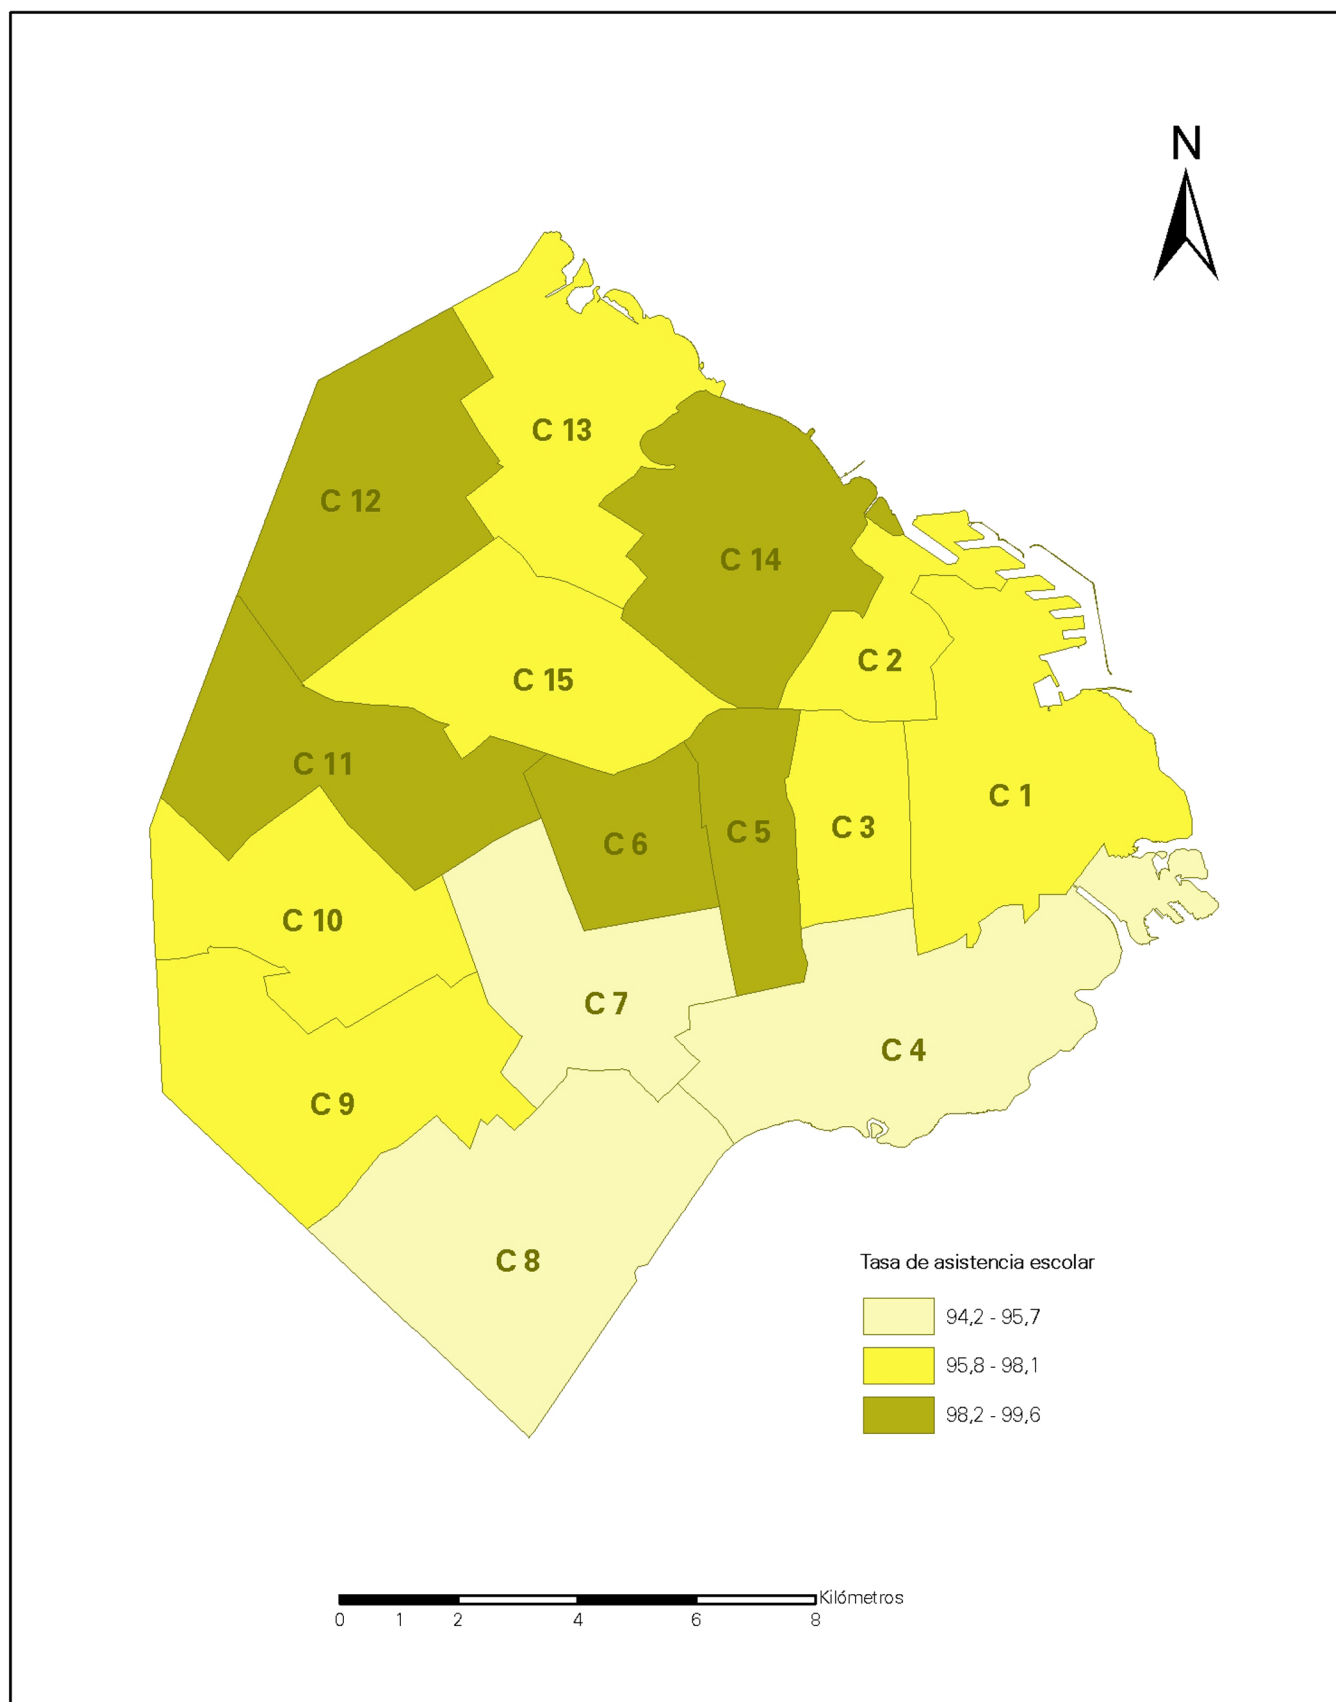 N
C 13
C 12
C 14
C 2
C 15
C 11
C 1
C 3
C 5
C 6
C 10
C 7
C 4
C 9
C 8
Tasa de asistencia escolar
94,2 - 95,7
95,8 - 98,1
98,2 - 99,6
Kilómetros
0 1 2 4 6 8